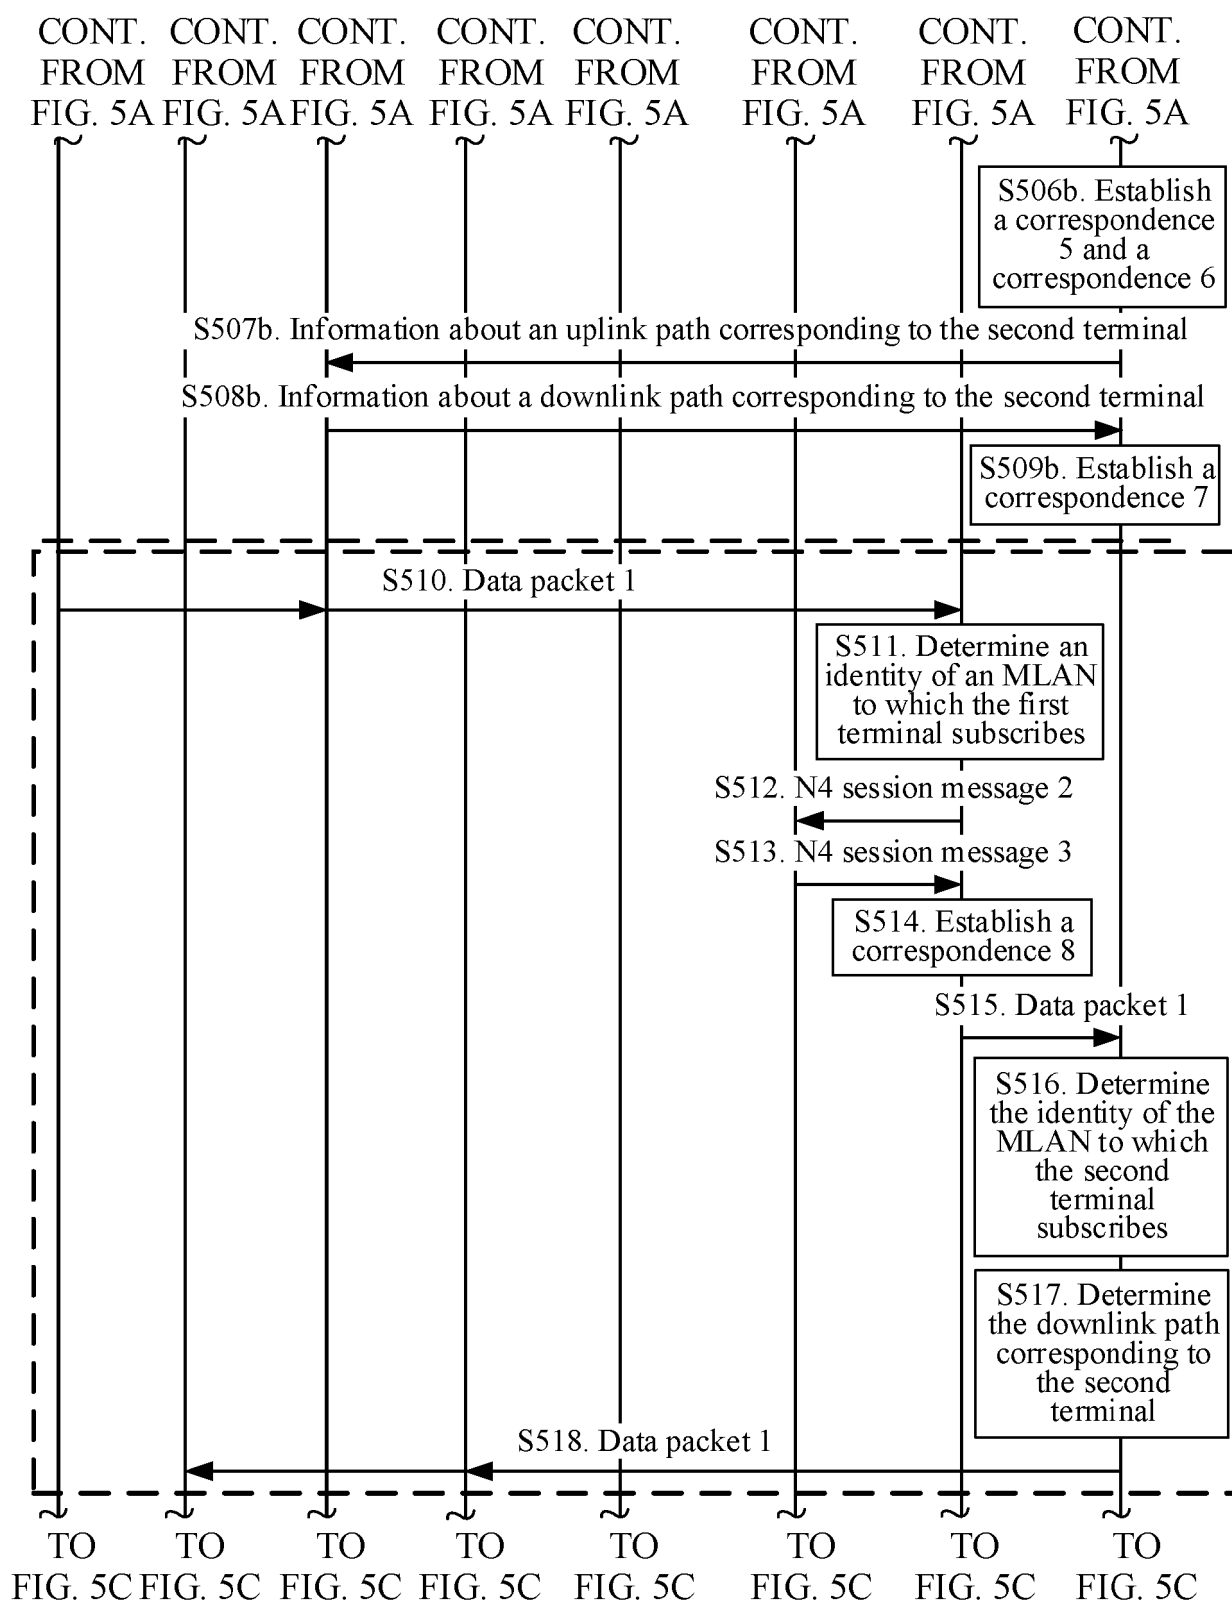 CONT. CONT. CONT. CONT. CONT. CONT. CONT. CONT.
FROM FROM FROM FROM FROM FROM FROM FROM
FIG. 5A FIG. 5A FIG. 5A FIG. 5A FIG. 5A FIG. 5A FIG. 5A FIG. 5A
S506b. Establish
a correspondence
5 and a
correspondence 6
S507b. Information about an uplink path corresponding to the second terminal
S508b. Information about a downlink path corresponding to the second terminal
S509b. Establish a
correspondence 7
S510. Data packet 1
S511. Determine an
identity of an MLAN
to which the first
terminal subscribes
S512. N4 session message 2
S513. N4 session message 3
S514. Establish a
correspondence 8
S515. Data packet 1
S516. Determine
the identity of the
MLAN to which
the second
terminal
subscribes
S517. Determine
the downlink path
corresponding to
the second
terminal
S518. Data packet 1
TO TO TO TO TO TO TO TO
FIG. 5C FIG. 5C FIG. 5C FIG. 5C FIG. 5C FIG. 5C FIG. 5C FIG. 5C